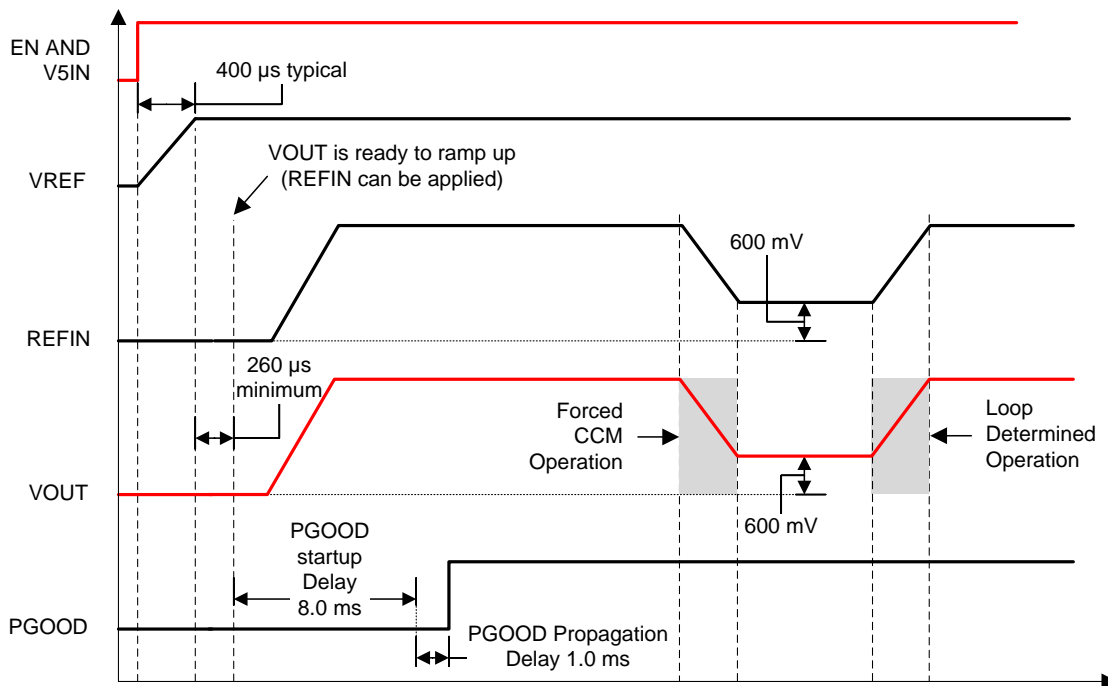 EN AND
V5IN
400 µs typical
VREF
VOUT is ready to ramp up
(REFIN can be applied)
600 mV
REFIN
260 µs
minimum
Forced
CCM
Operation
Loop
Determined
Operation
VOUT
600 mV
PGOOD
startup
Delay
8.0 ms
PGOOD
PGOOD Propagation
Delay 1.0 ms